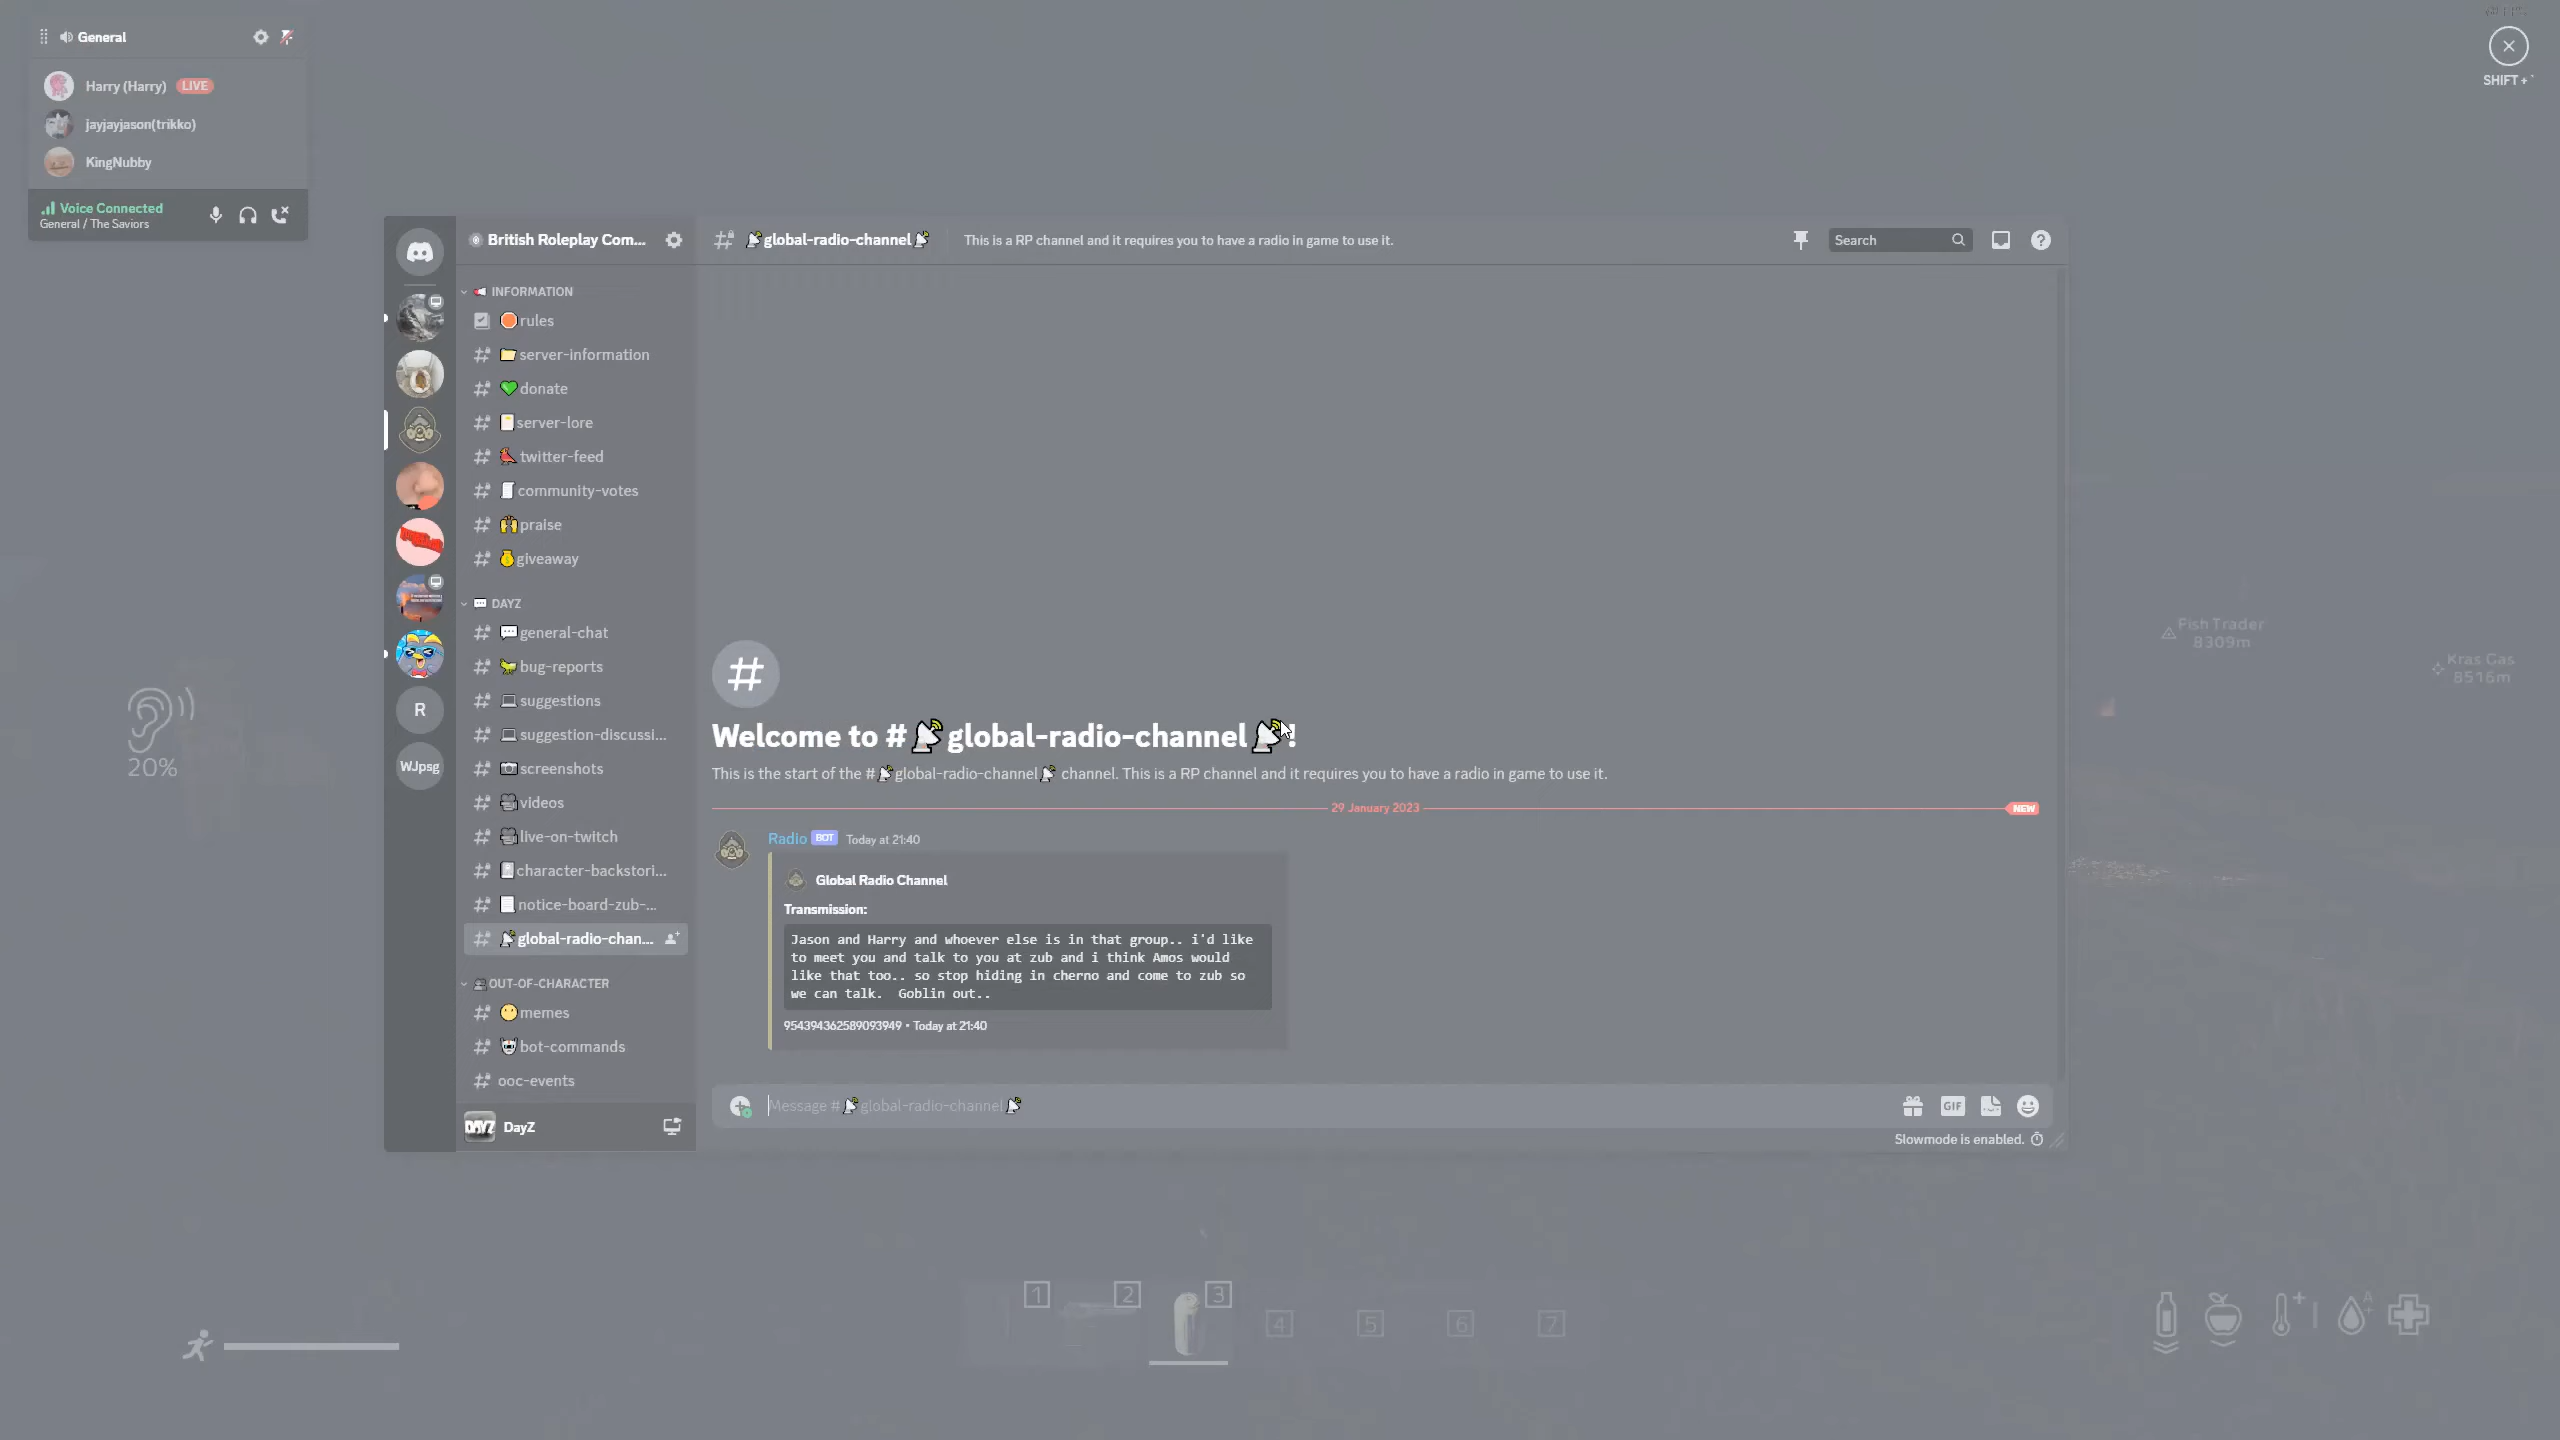 General
Harry (Harry) LIVE
jayjayjason(trikko)
KingNubby
Voice Connected
General / The Saviors
SHIFT + `
British Roleplay Com...
global-radio-channel
This is a RP channel and it requires you to have a radio in game to use it.
Search
INFORMATION
rules
server-information
donate
server-lore
twitter-feed
community-votes
praise
giveaway
DAYZ
general-chat
bug-reports
suggestions
suggestion-discussi...
screenshots
videos
live-on-twitch
character-backstori...
notice-board-zub-...
global-radio-chan...
OUT-OF-CHARACTER
memes
bot-commands
ooc-events
DAYZ DayZ
R
WJpsg
Welcome to #global-radio-channel!
This is the start of the #global-radio-channel channel. This is a RP channel and it requires you to have a radio in game to use it.
29 January 2023 NEW
Radio BOT Today at 21:40
Global Radio Channel
Transmission:
Jason and Harry and whoever else is in that group.. i'd like
to meet you and talk to you at zub and i think Amos would
like that too.. so stop hiding in cherno and come to zub so
we can talk.  Goblin out..
954394362589093949 • Today at 21:40
Message #global-radio-channel
GIF
Slowmode is enabled.
Fish Trader
8309m
Kras Gas
8516m
20%
1 2 3 4 5 6 7